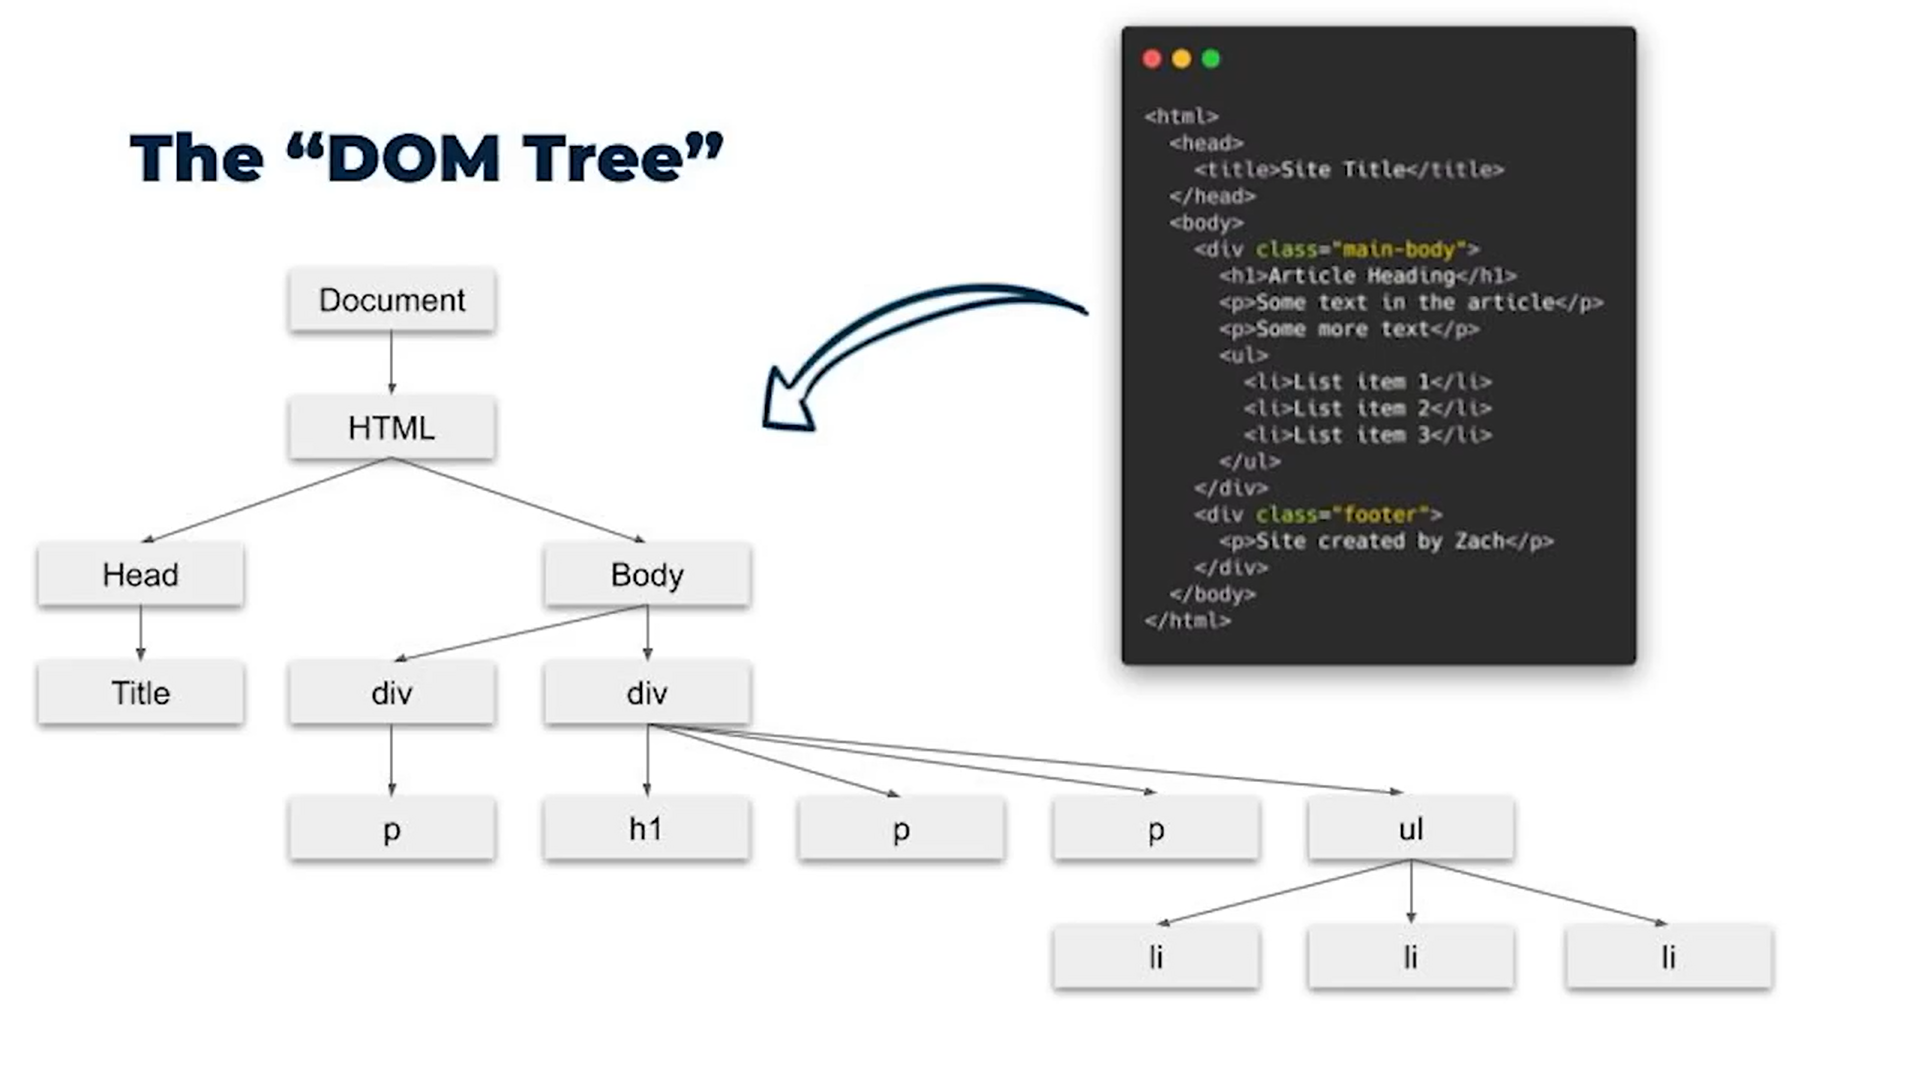 The “DOM Tree”
Document
HTML
Head
Body
Title
div
div
p
h1
p
p
ul
li
li
li
<html>
<head>
<title>Site Title</title>
</head>
<body>
<div class="main-body">
<h1>Article Heading</h1>
<p>Some text in the article</p>
<p>Some more text</p>
<ul>
<li>List item 1</li>
<li>List item 2</li>
<li>List item 3</li>
</ul>
</div>
<div class="footer">
<p>Site created by Zach</p>
</div>
</body>
</html>